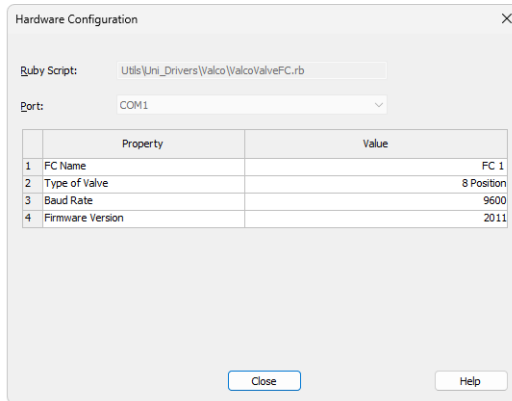 Hardware Configuration
Ruby Script: Utils\Uni_Drivers\Valco\ValcoValveFC.rb
Port: COM1
Property Value
1 FC Name FC 1
2 Type of Valve 8 Position
3 Baud Rate 9600
4 Firmware Version 2011
Close Help